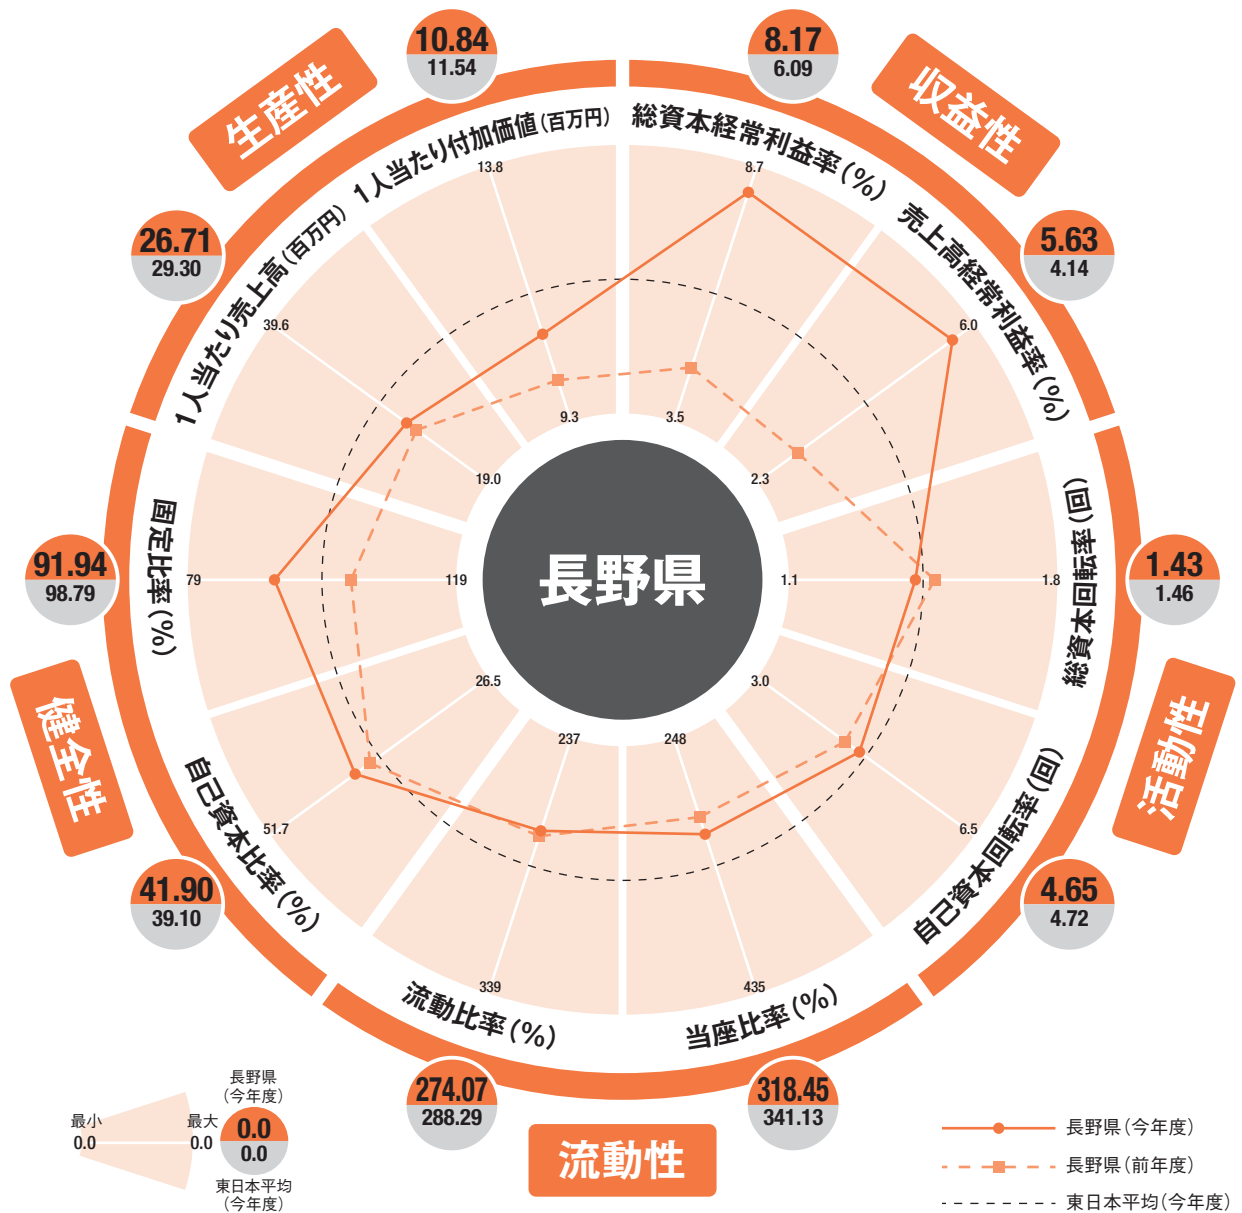 長野県
収益性
総資本経常利益率(%)
8.17
6.09
8.7
3.5
売上高経常利益率(%)
5.63
4.14
6.0
2.3
活動性
総資本回転率(回)
1.43
1.46
1.8
1.1
自己資本回転率(回)
4.65
4.72
6.5
3.0
流動性
当座比率(%)
318.45
341.13
435
248
流動比率(%)
274.07
288.29
339
237
健全性
自己資本比率(%)
41.90
39.10
51.7
26.5
固定比率(%)
91.94
98.79
79
119
生産性
1人当たり売上高(百万円)
26.71
29.30
39.6
19.0
1人当たり付加価値(百万円)
10.84
11.54
13.8
9.3
長野県
(今年度)
最小
0.0
最大
0.0
0.0
0.0
東日本平均
(今年度)
長野県(今年度)
長野県(前年度)
東日本平均(今年度)